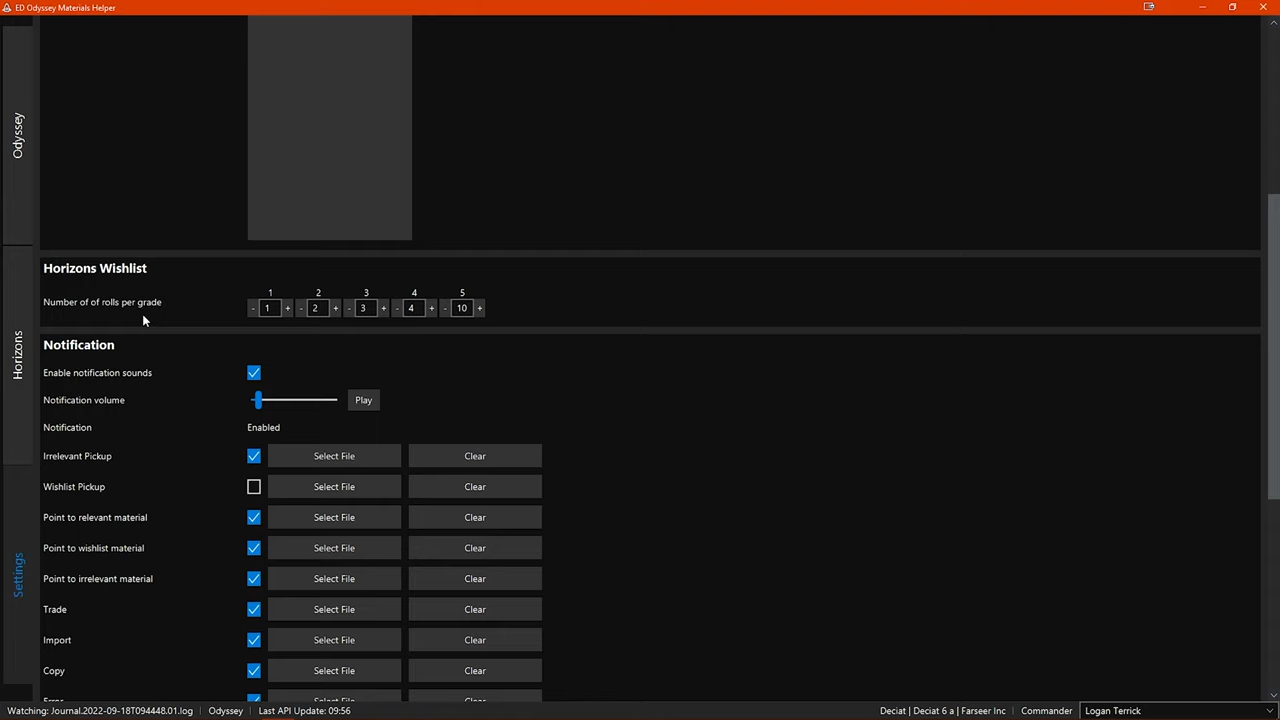 ED Odyssey Materials Helper
Odyssey
Horizons
Settings
Horizons Wishlist
1 2 3 4 5
Number of of rolls per grade
- 1 + - 2 + - 3 + - 4 + - 10 +
Notification
Enable notification sounds
Notification volume Play
Notification Enabled
Irrelevant Pickup Select File Clear
Wishlist Pickup Select File Clear
Point to relevant material Select File Clear
Point to wishlist material Select File Clear
Point to irrelevant material Select File Clear
Trade Select File Clear
Import Select File Clear
Copy Select File Clear
Error Select File Clear
Watching: Journal.2022-09-18T094448.01.log Odyssey Last API Update: 09:56 Deciat | Deciat 6 a | Farseer Inc Commander Logan Terrick